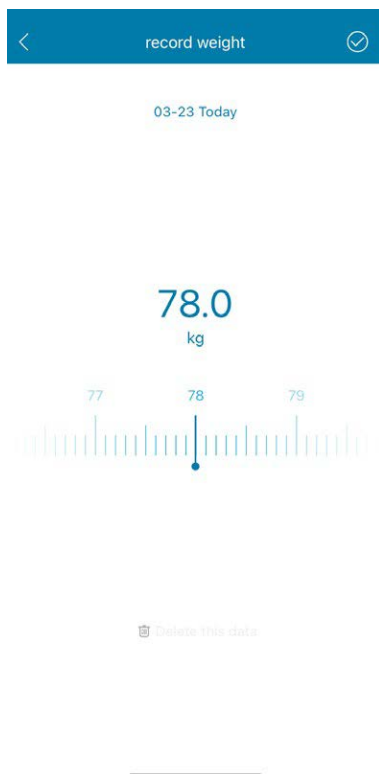 record weight
03-23 Today
78.0
kg
77 78 79
Delete this data